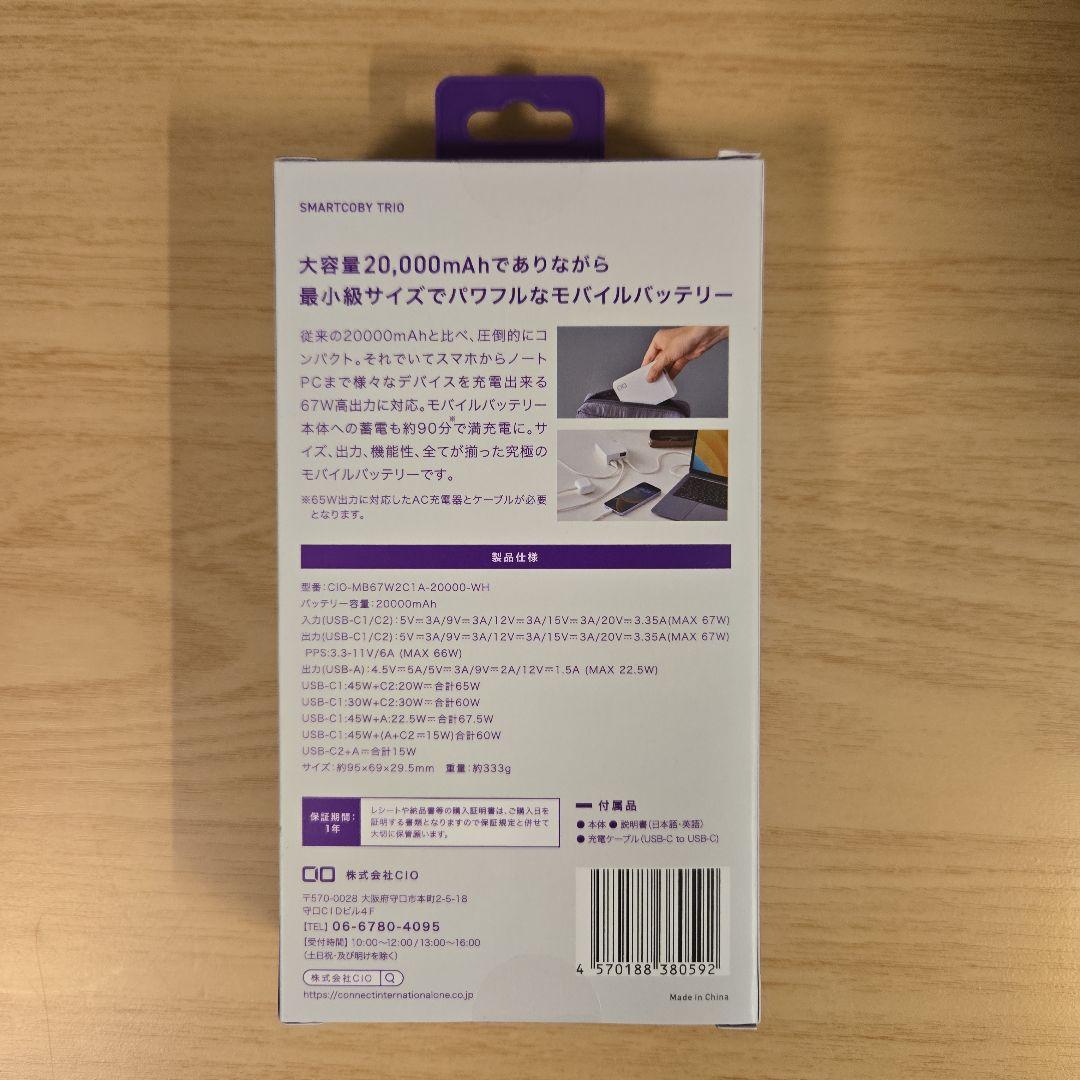 SMARTCOBY TRIO
大容量20,000mAhでありながら
最小級サイズでパワフルなモバイルバッテリー
従来の20000mAhと比べ、圧倒的にコ
ンパクト。それでいてスマホからノート
PCまで様々なデバイスを充電出来る
67W高出力に対応。モバイルバッテリー
本体への蓄電も約90分※で満充電に。サ
イズ、出力、機能性、全てが揃った究極の
モバイルバッテリーです。
※65W出力に対応したAC充電器とケーブルが必要
となります。
製品仕様
型番:CIO-MB67W2C1A-20000-WH
バッテリー容量:20000mAh
入力(USB-C1/C2):5V⎓3A/9V⎓3A/12V⎓3A/15V⎓3A/20V⎓3.35A(MAX 67W)
出力(USB-C1/C2):5V⎓3A/9V⎓3A/12V⎓3A/15V⎓3A/20V⎓3.35A(MAX 67W)
PPS:3.3-11V/6A (MAX 66W)
出力(USB-A):4.5V⎓5A/5V⎓3A/9V⎓2A/12V⎓1.5A (MAX 22.5W)
USB-C1:45W+C2:20W⎓合計65W
USB-C1:30W+C2:30W⎓合計60W
USB-C1:45W+A:22.5W⎓合計67.5W
USB-C1:45W+(A+C2⎓15W)合計60W
USB-C2+A⎓合計15W
サイズ:約95×69×29.5mm 重量:約333g
保証期間:
1年
レシートや納品書等の購入証明書は、ご購入日を
証明する書類となりますので保証規定と併せて
大切に保管願います。
付属品
●本体 ●説明書(日本語・英語)
●充電ケーブル(USB-C to USB-C)
CIO 株式会社CIO
〒570-0028 大阪府守口市本町2-5-18
守口CIDビル4F
【TEL】06-6780-4095
【受付時間】10:00〜12:00/13:00〜16:00
(土日祝・及び明けを除く)
株式会社CIO
https://connectinternationalone.co.jp
4 570188 380592
Made in China